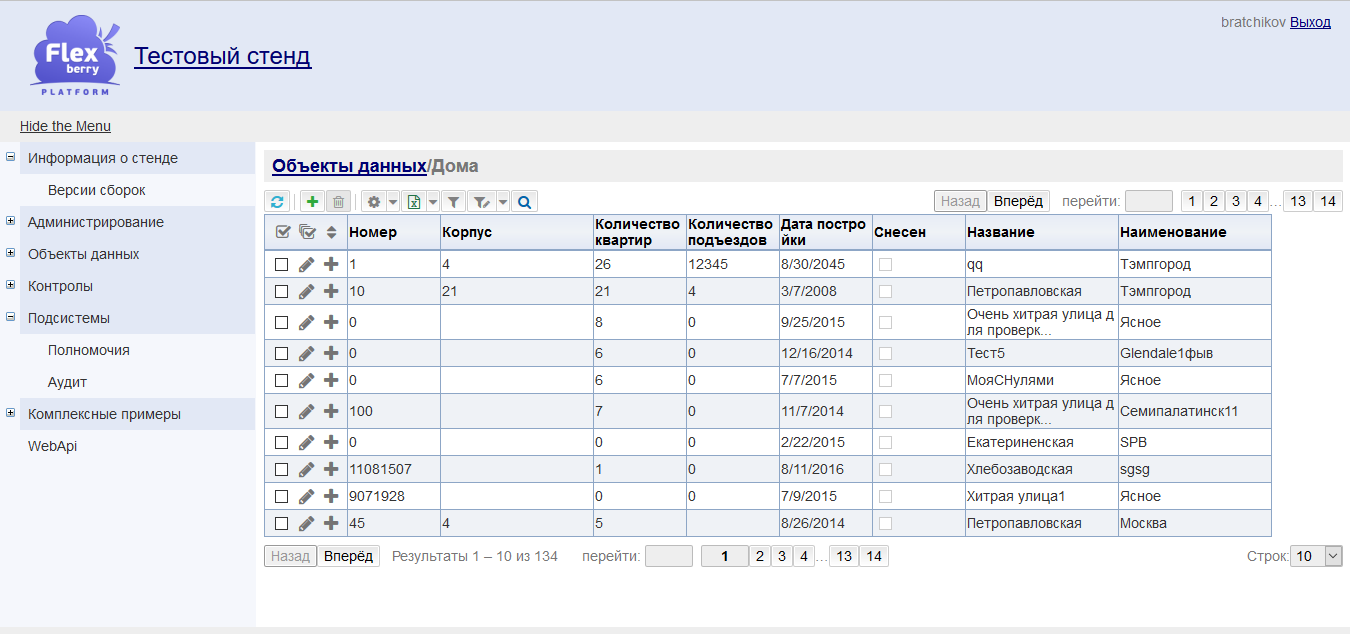 bratchikov Выход
Flex
berry
PLATFORM
Тестовый стенд
Hide the Menu
Информация о стенде
Версии сборок
Администрирование
Объекты данных
Контролы
Подсистемы
Полномочия
Аудит
Комплексные примеры
WebApi
Объекты данных/Дома
Назад Вперёд перейти: 1 2 3 4 ... 13 14
Номер Корпус Количество квартир Количество подъездов Дата постройки Снесен Название Наименование
1 4 26 12345 8/30/2045 qq Тэмпгород
10 21 21 4 3/7/2008 Петропавловская Тэмпгород
0 8 0 9/25/2015 Очень хитрая улица для проверк... Ясное
0 6 0 12/16/2014 Тест5 Glendale1фыв
0 6 0 7/7/2015 МояСНулями Ясное
100 7 0 11/7/2014 Очень хитрая улица для проверк... Семипалатинск11
0 0 0 2/22/2015 Екатериненская SPB
11081507 1 0 8/11/2016 Хлебозаводская sgsg
9071928 0 0 7/9/2015 Хитрая улица1 Ясное
45 4 5 8/26/2014 Петропавловская Москва
Назад Вперёд Результаты 1 – 10 из 134 перейти: 1 2 3 4 ... 13 14 Строк: 10